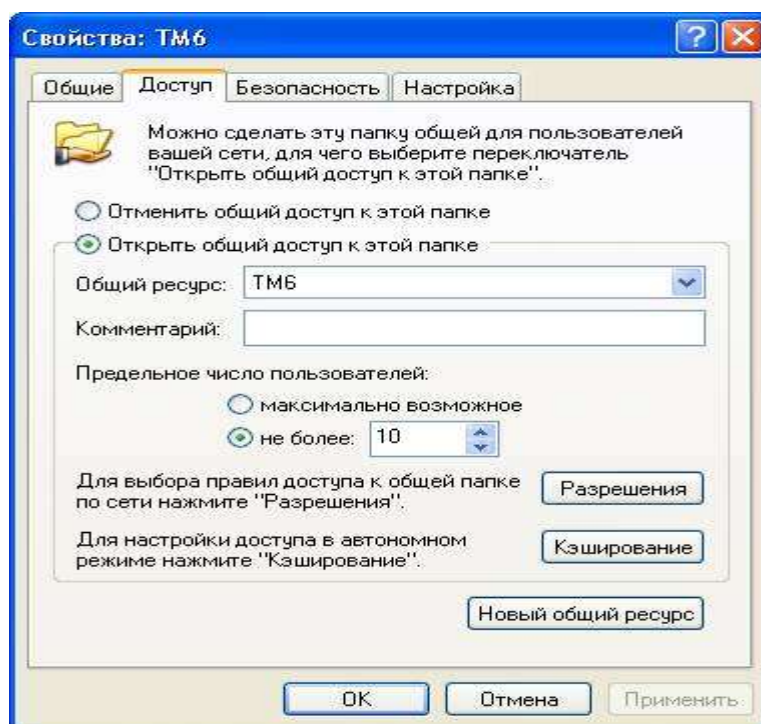 Свойства: TM6
Общие Доступ Безопасность Настройка
Можно сделать эту папку общей для пользователей
вашей сети, для чего выберите переключатель
"Открыть общий доступ к этой папке".
Отменить общий доступ к этой папке
Открыть общий доступ к этой папке
Общий ресурс: TM6
Комментарий:
Предельное число пользователей:
максимально возможное
не более: 10
Для выбора правил доступа к общей папке
по сети нажмите "Разрешения".
Разрешения
Для настройки доступа в автономном
режиме нажмите "Кэширование".
Кэширование
Новый общий ресурс
OK Отмена Применить